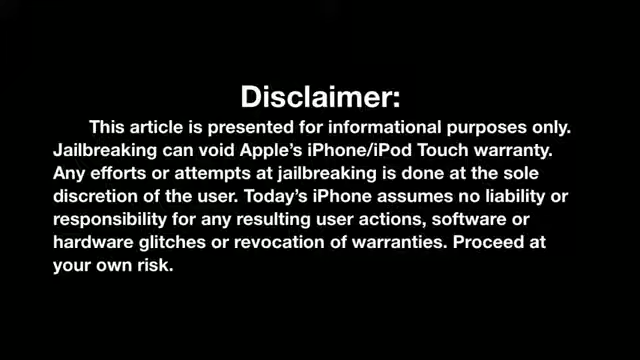 Disclaimer:
This article is presented for informational purposes only.
Jailbreaking can void Apple's iPhone/iPod Touch warranty.
Any efforts or attempts at jailbreaking is done at the sole
discretion of the user. Today's iPhone assumes no liability or
responsibility for any resulting user actions, software or
hardware glitches or revocation of warranties. Proceed at
your own risk.